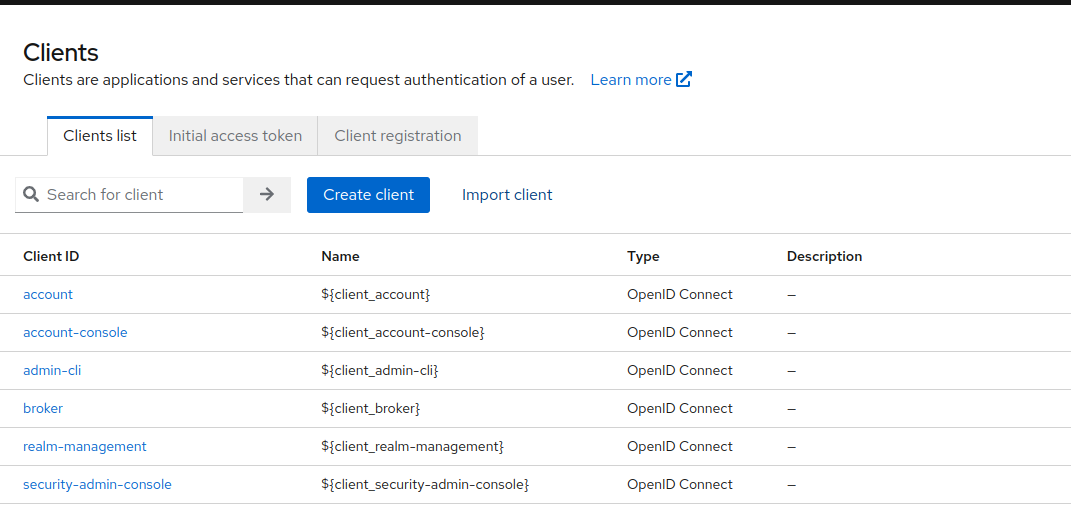 Clients
Clients are applications and services that can request authentication of a user. Learn more
Clients list Initial access token Client registration
Search for client Create client Import client
Client ID Name Type Description
account ${client_account} OpenID Connect –
account-console ${client_account-console} OpenID Connect –
admin-cli ${client_admin-cli} OpenID Connect –
broker ${client_broker} OpenID Connect –
realm-management ${client_realm-management} OpenID Connect –
security-admin-console ${client_security-admin-console} OpenID Connect –